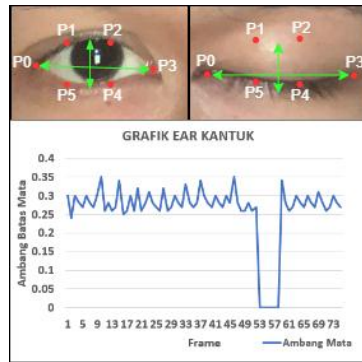 P1 P2
P0 P3
P5 P4
P1 P2
P0 P3
P5 P4
GRAFIK EAR KANTUK
Ambang Batas Mata
0.4
0.35
0.3
0.25
0.2
0.15
0.1
0.05
0
1 5 9 13 17 21 25 29 33 37 41 45 49 53 57 61 65 69 73
Frame
Ambang Mata